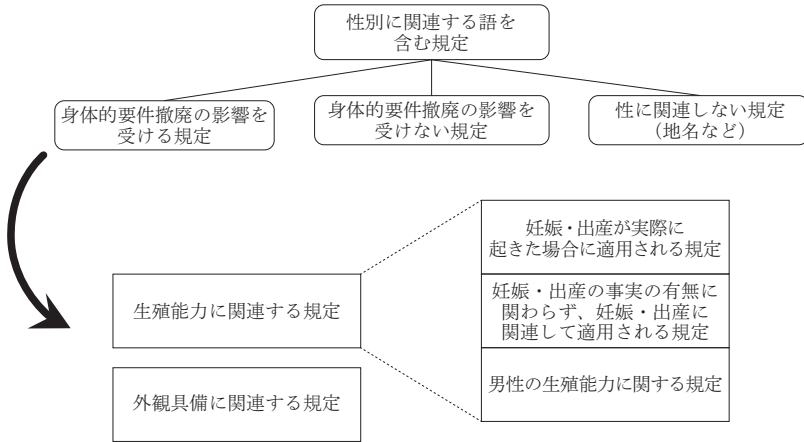 性別に関連する語を
含む規定
身体的要件撤廃の影響を
受ける規定
身体的要件撤廃の影響を
受けない規定
性に関連しない規定
（地名など）
妊娠・出産が実際に
起きた場合に適用される規定
生殖能力に関連する規定
妊娠・出産の事実の有無に
関わらず、妊娠・出産に
関連して適用される規定
男性の生殖能力に関する規定
外観具備に関連する規定